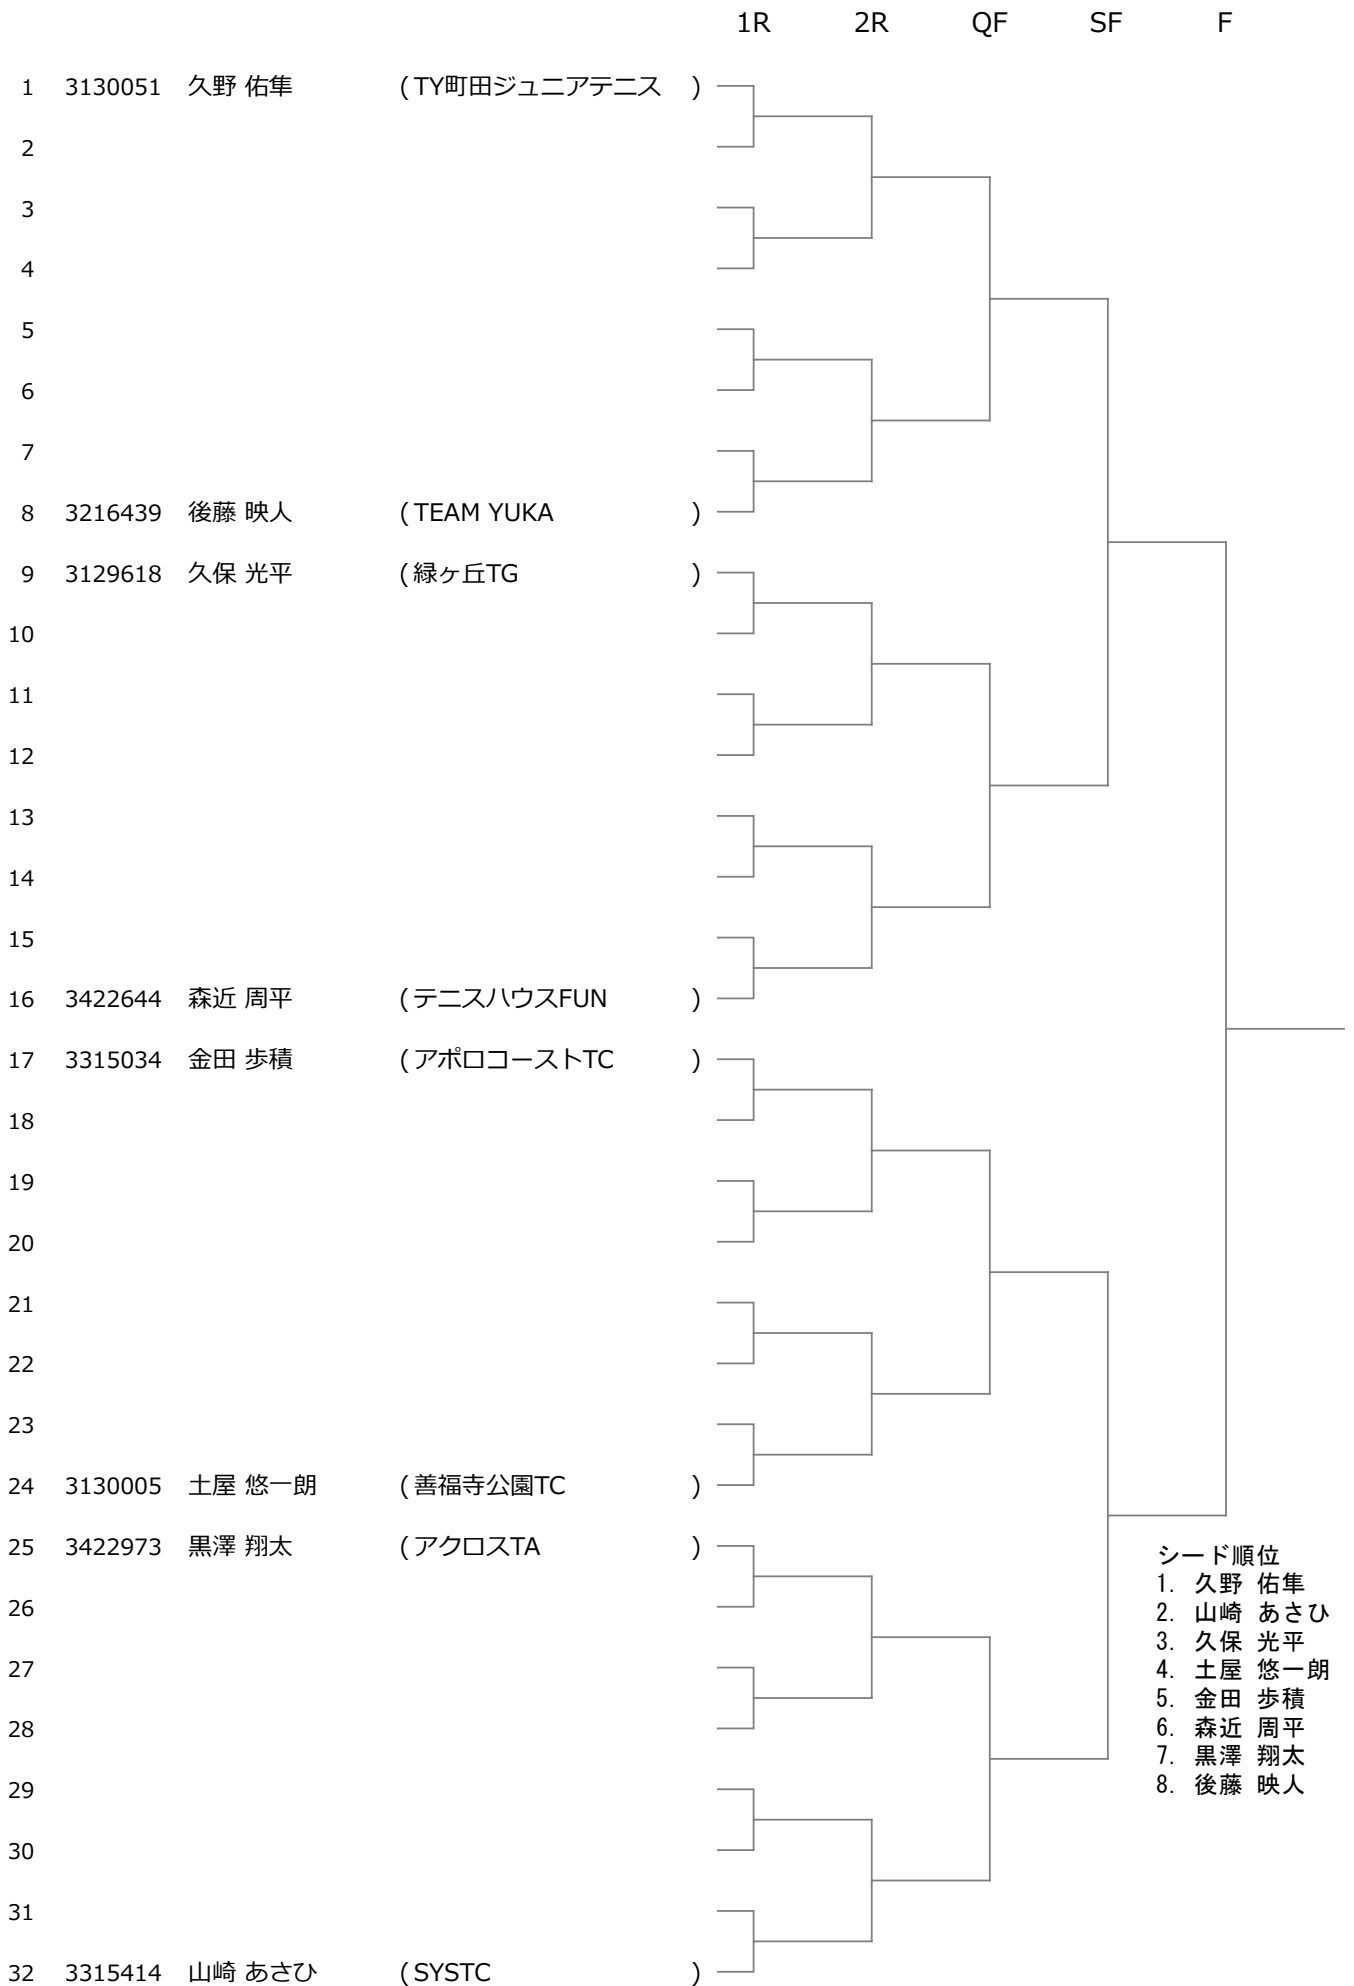 1R 2R QF SF F
1 3130051 久野 佑隼 ( TY町田ジュニアテニス )
2
3
4
5
6
7
8 3216439 後藤 映人 ( TEAM YUKA )
9 3129618 久保 光平 ( 緑ヶ丘TG )
10
11
12
13
14
15
16 3422644 森近 周平 ( テニスハウスFUN )
17 3315034 金田 歩積 ( アポロコーストTC )
18
19
20
21
22
23
24 3130005 土屋 悠一朗 ( 善福寺公園TC )
25 3422973 黒澤 翔太 ( アクロスTA )
26
27
28
29
30
31
32 3315414 山崎 あさひ ( SYSTC )
シード順位
1. 久野 佑隼
2. 山崎 あさひ
3. 久保 光平
4. 土屋 悠一朗
5. 金田 歩積
6. 森近 周平
7. 黒澤 翔太
8. 後藤 映人